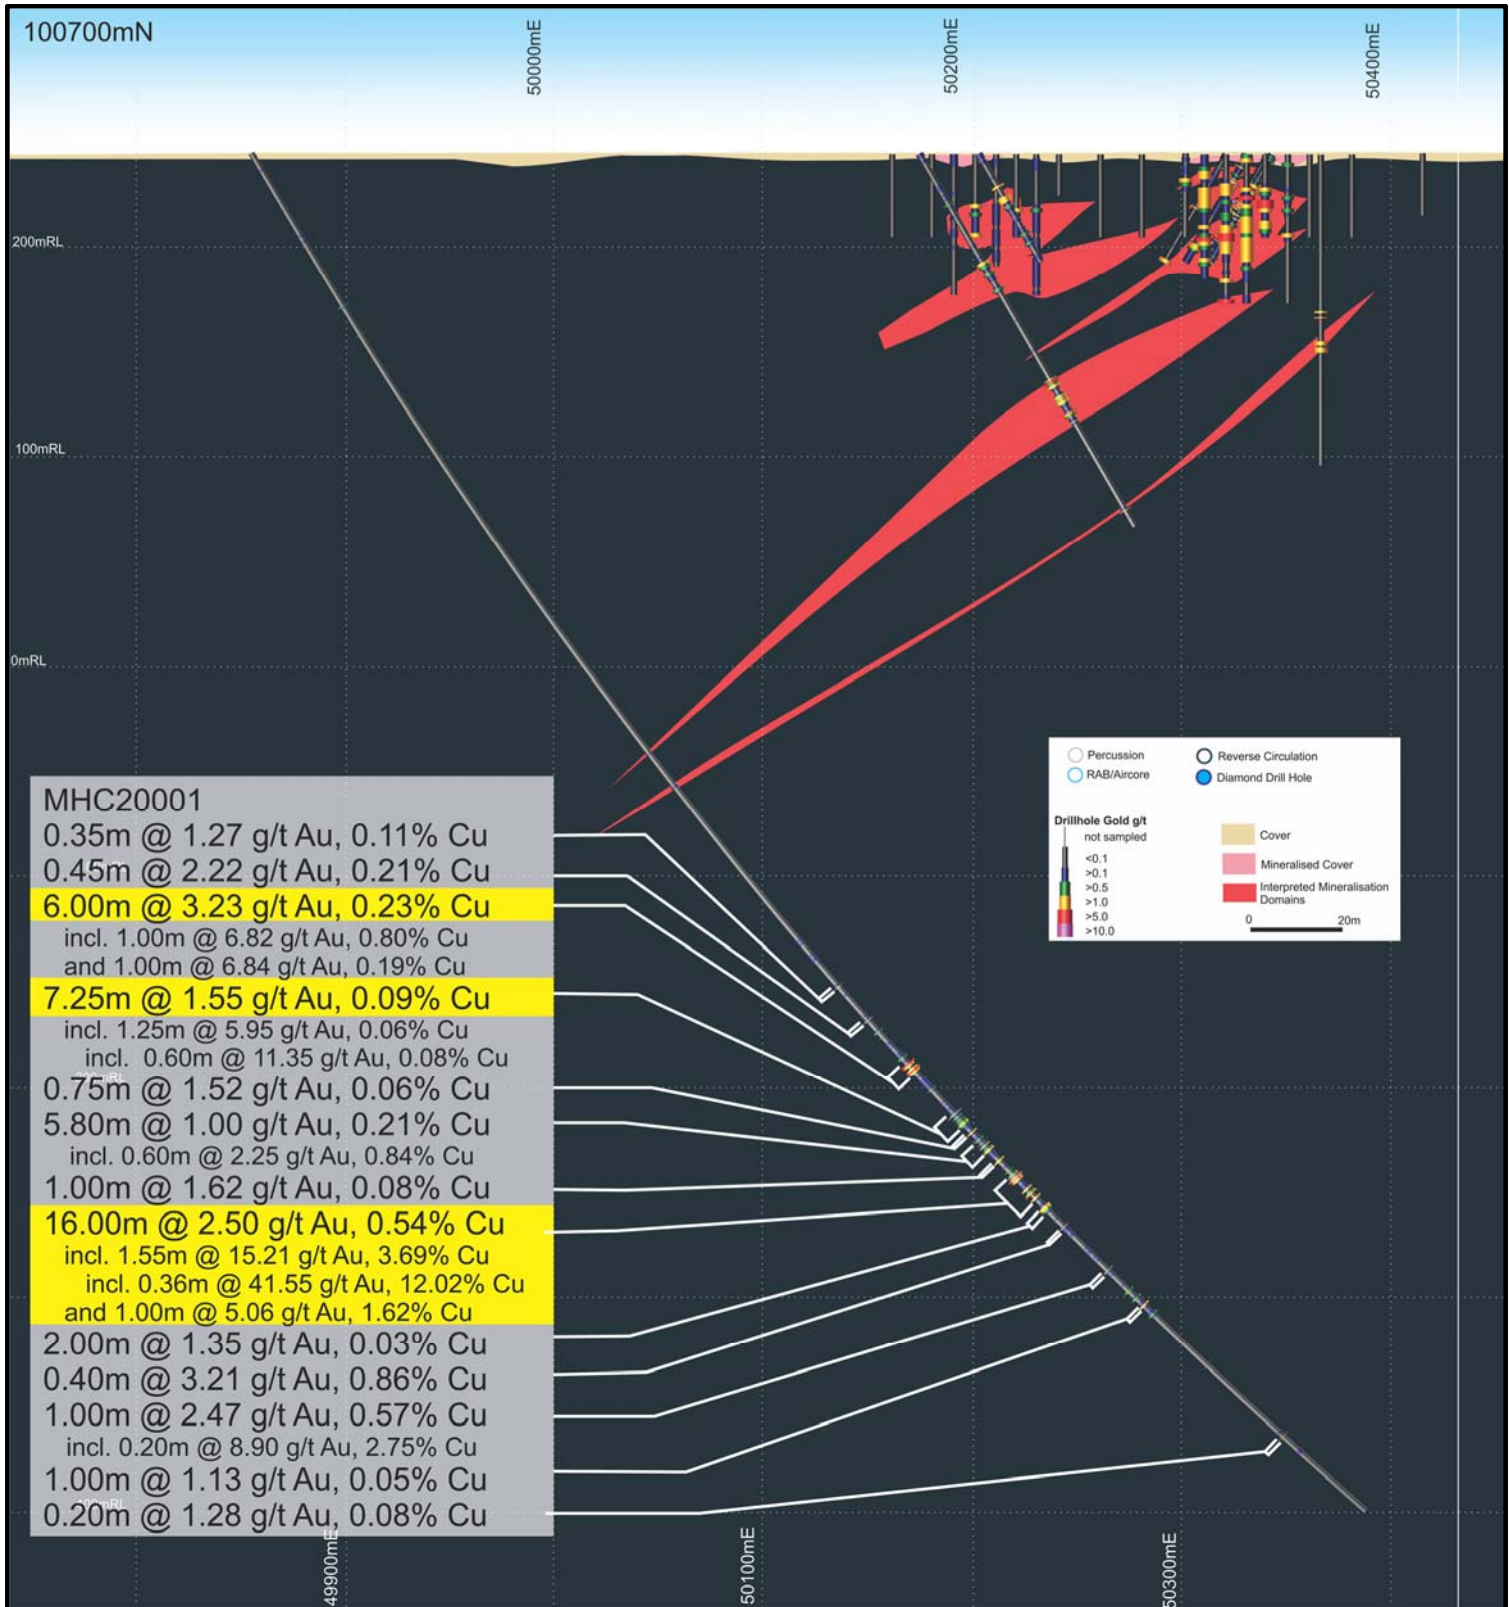 100700mN
50000mE
50200mE
50400mE
200mRL
100mRL
0mRL
MHC20001
0.35m @ 1.27 g/t Au, 0.11% Cu
0.45m @ 2.22 g/t Au, 0.21% Cu
6.00m @ 3.23 g/t Au, 0.23% Cu
incl. 1.00m @ 6.82 g/t Au, 0.80% Cu
and 1.00m @ 6.84 g/t Au, 0.19% Cu
7.25m @ 1.55 g/t Au, 0.09% Cu
incl. 1.25m @ 5.95 g/t Au, 0.06% Cu
incl. 0.60m @ 11.35 g/t Au, 0.08% Cu
0.75m @ 1.52 g/t Au, 0.06% Cu
5.80m @ 1.00 g/t Au, 0.21% Cu
incl. 0.60m @ 2.25 g/t Au, 0.84% Cu
1.00m @ 1.62 g/t Au, 0.08% Cu
16.00m @ 2.50 g/t Au, 0.54% Cu
incl. 1.55m @ 15.21 g/t Au, 3.69% Cu
incl. 0.36m @ 41.55 g/t Au, 12.02% Cu
and 1.00m @ 5.06 g/t Au, 1.62% Cu
2.00m @ 1.35 g/t Au, 0.03% Cu
0.40m @ 3.21 g/t Au, 0.86% Cu
1.00m @ 2.47 g/t Au, 0.57% Cu
incl. 0.20m @ 8.90 g/t Au, 2.75% Cu
1.00m @ 1.13 g/t Au, 0.05% Cu
0.20m @ 1.28 g/t Au, 0.08% Cu
Percussion
Reverse Circulation
RAB/Aircore
Diamond Drill Hole
Drillhole Gold g/t
not sampled
<0.1
>0.1
>0.5
>1.0
>5.0
>10.0
Cover
Mineralised Cover
Interpreted Mineralisation
Domains
0 20m
49900mE
50100mE
50300mE